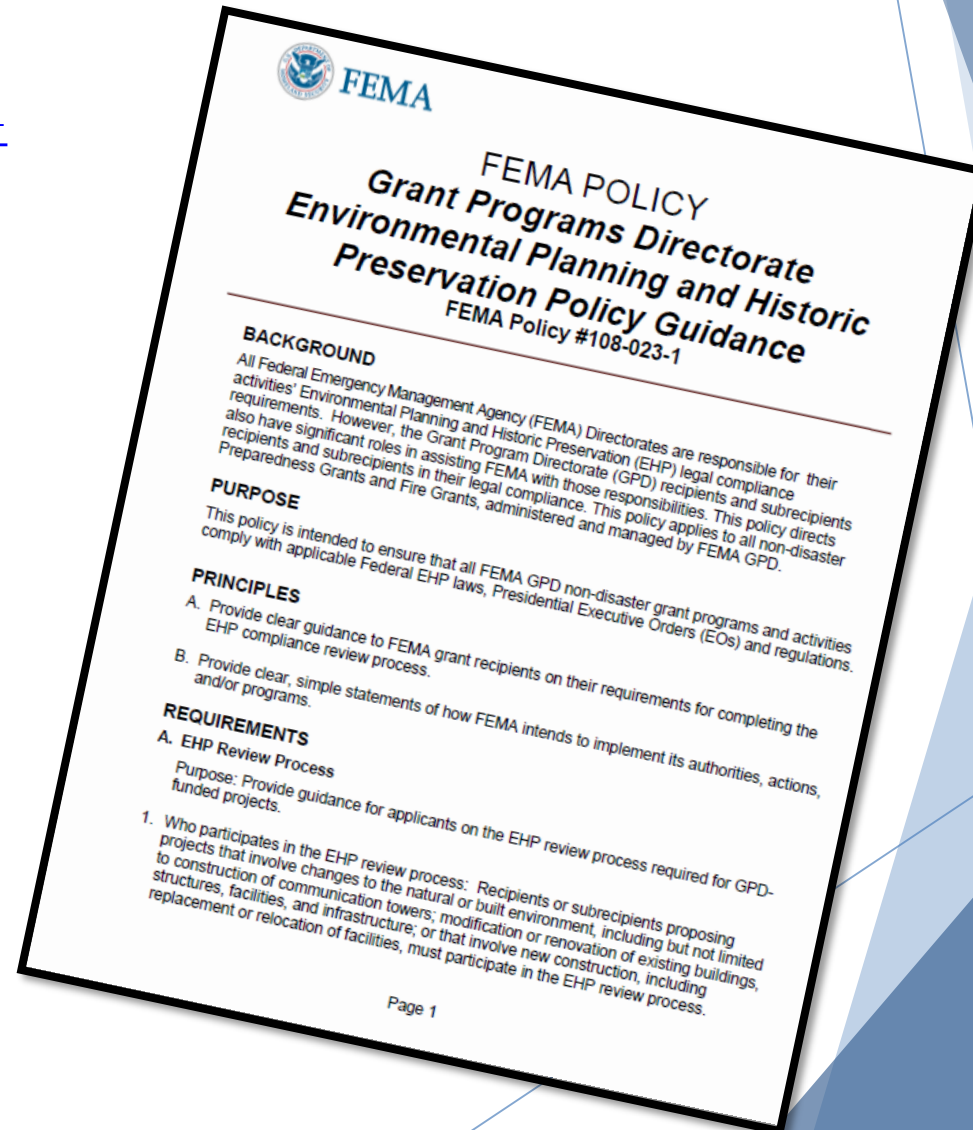 FEMA
FEMA POLICY
Grant Programs Directorate
Environmental Planning and Historic
Preservation Policy Guidance
FEMA Policy #108-023-1
BACKGROUND
All Federal Emergency Management Agency (FEMA) Directorates are responsible for their
activities' Environmental Planning and Historic Preservation (EHP) legal compliance
requirements. However, the Grant Program Directorate (GPD) recipients and subrecipients
also have significant roles in assisting FEMA with those responsibilities. This policy directs
recipients and subrecipients in their legal compliance. This policy applies to all non-disaster
Preparedness Grants and Fire Grants, administered and managed by FEMA GPD.
PURPOSE
This policy is intended to ensure that all FEMA GPD non-disaster grant programs and activities
comply with applicable Federal EHP laws, Presidential Executive Orders (EOs) and regulations.
PRINCIPLES
A. Provide clear guidance to FEMA grant recipients on their requirements for completing the
EHP compliance review process.
B. Provide clear, simple statements of how FEMA intends to implement its authorities, actions,
and/or programs.
REQUIREMENTS
A. EHP Review Process
Purpose: Provide guidance for applicants on the EHP review process required for GPD-
funded projects.
1. Who participates in the EHP review process: Recipients or subrecipients proposing
projects that involve changes to the natural or built environment, including but not limited
to construction of communication towers; modification or renovation of existing buildings,
structures, facilities, and infrastructure; or that involve new construction, including
replacement or relocation of facilities, must participate in the EHP review process.
Page 1